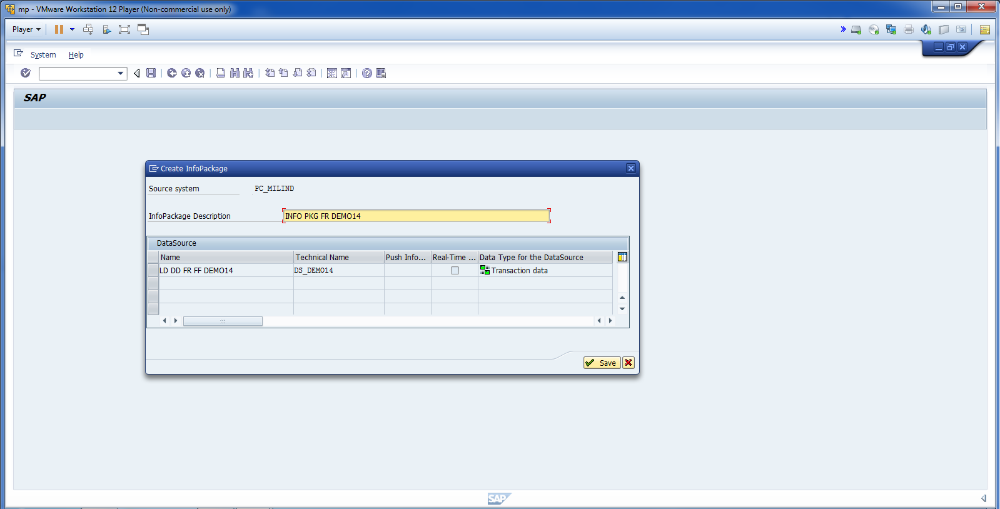 mp - VMware Workstation 12 Player (Non-commercial use only)
Player
System Help
SAP
Create InfoPackage
Source system PC_MILIND
InfoPackage Description INFO PKG FR DEMO14
DataSource
Name Technical Name Push Info... Real-Time ... Data Type for the DataSource
LD DD FR FF DEMO14 DS_DEMO14 Transaction data
Save
SAP